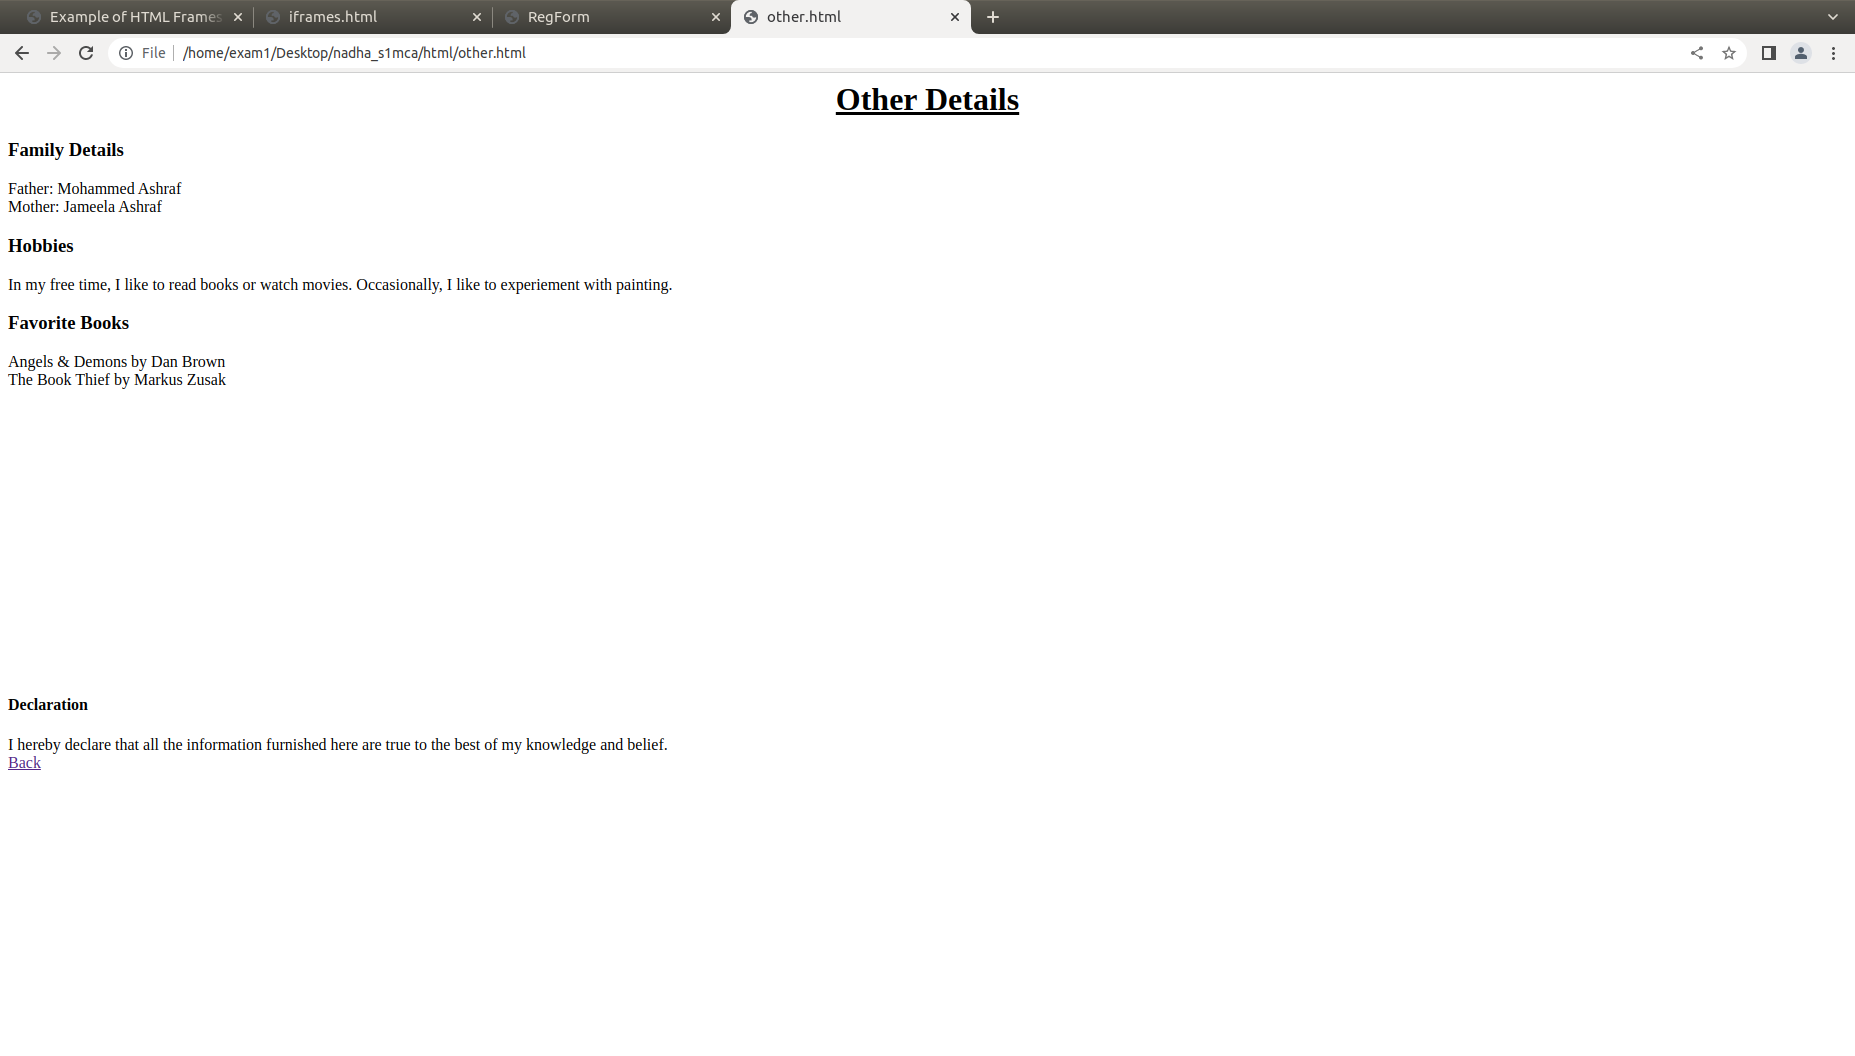 Example of HTML Frames
iframes.html
RegForm
other.html
File
/home/exam1/Desktop/nadha_s1mca/html/other.html
Other Details
Family Details
Father: Mohammed Ashraf
Mother: Jameela Ashraf
Hobbies
In my free time, I like to read books or watch movies. Occasionally, I like to experiement with painting.
Favorite Books
Angels & Demons by Dan Brown
The Book Thief by Markus Zusak
Declaration
I hereby declare that all the information furnished here are true to the best of my knowledge and belief.
Back